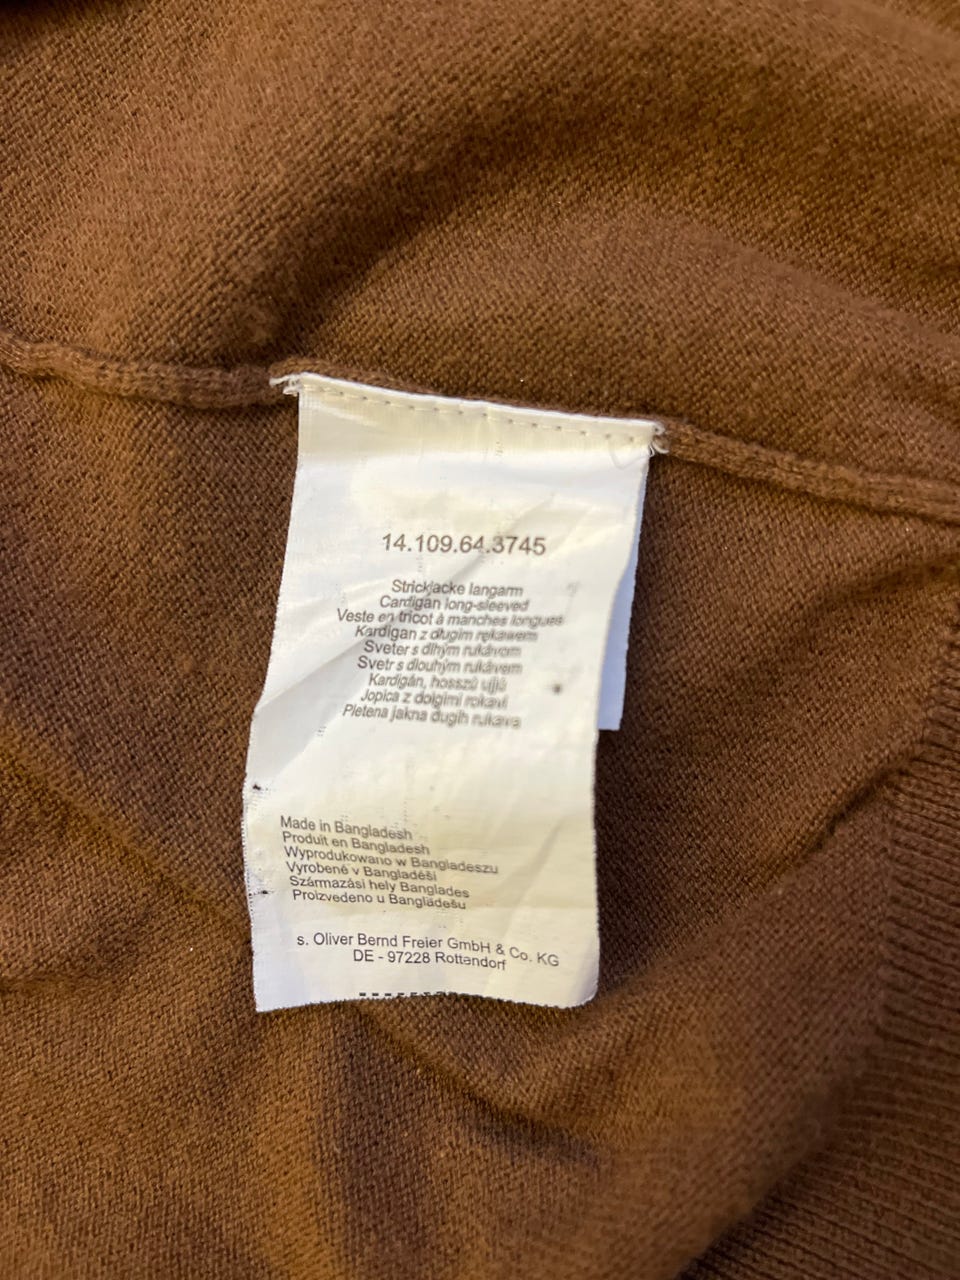 14.109.64.3745
Strickjacke langarm
Cardigan long-sleeved
Veste en tricot à manches longues
Kardigan z długim rękawem
Sveter s dlhým rukávom
Svetr s dlouhým rukávem
Kardigán, hosszú ujjú
Jopica z dolgimi rokavi
Pletena jakna dugih rukava
Made in Bangladesh
Produit en Bangladesh
Wyprodukowano w Bangladeszu
Vyrobené v Bangladéši
Származási hely Banglades
Proizvedeno u Bangladešu
s. Oliver Bernd Freier GmbH & Co. KG
DE - 97228 Rottendorf